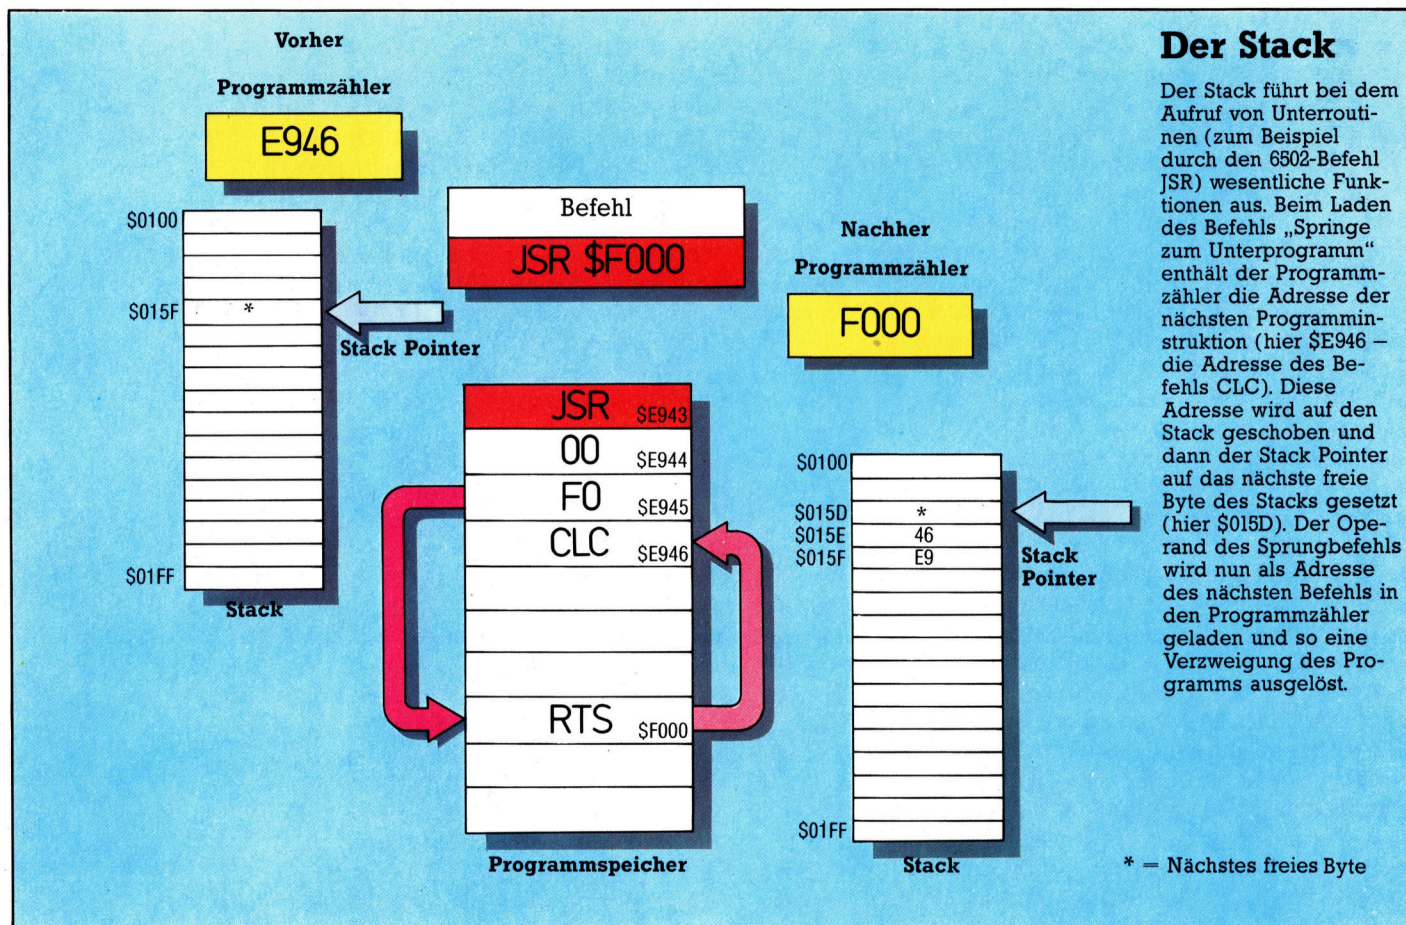 Vorher
Programmzähler
E946
$0100
$015F
*
Stack Pointer
$01FF
Stack
Befehl
JSR $F000
JSR $E943
00 $E944
F0 $E945
CLC $E946
RTS $F000
Programmspeicher
Nachher
Programmzähler
F000
$0100
$015D *
$015E 46
$015F E9
Stack
Pointer
$01FF
Stack
Der Stack
Der Stack führt bei dem
Aufruf von Unterrouti-
nen (zum Beispiel
durch den 6502-Befehl
JSR) wesentliche Funk-
tionen aus. Beim Laden
des Befehls „Springe
zum Unterprogramm“
enthält der Programm-
zähler die Adresse der
nächsten Programmin-
struktion (hier $E946 —
die Adresse des Be-
fehls CLC). Diese
Adresse wird auf den
Stack geschoben und
dann der Stack Pointer
auf das nächste freie
Byte des Stacks gesetzt
(hier $015D). Der Ope-
rand des Sprungbefehls
wird nun als Adresse
des nächsten Befehls in
den Programmzähler
geladen und so eine
Verzweigung des Pro-
gramms ausgelöst.
* = Nächstes freies Byte